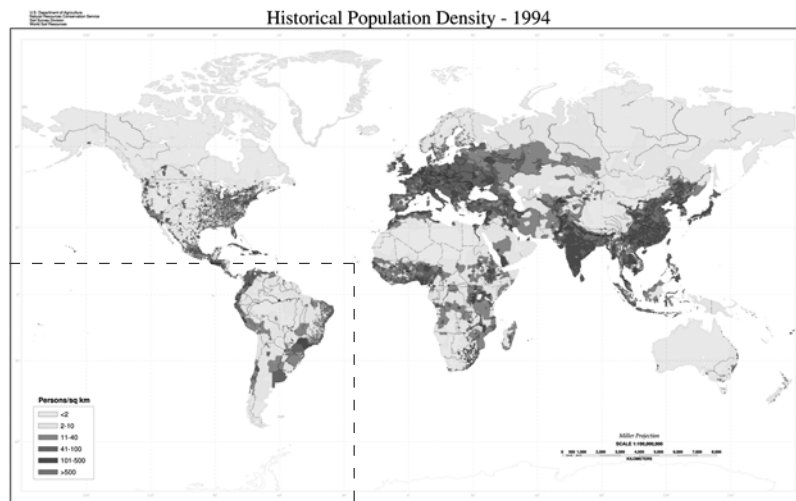 U.S. Department of Agriculture
Natural Resources Conservation Service
Soil Survey Division
World Soil Resources
Historical Population Density - 1994
Persons/sq km
<2
2-10
11-40
41-100
101-500
>500
Miller Projection
SCALE 1:100,000,000
KILOMETERS